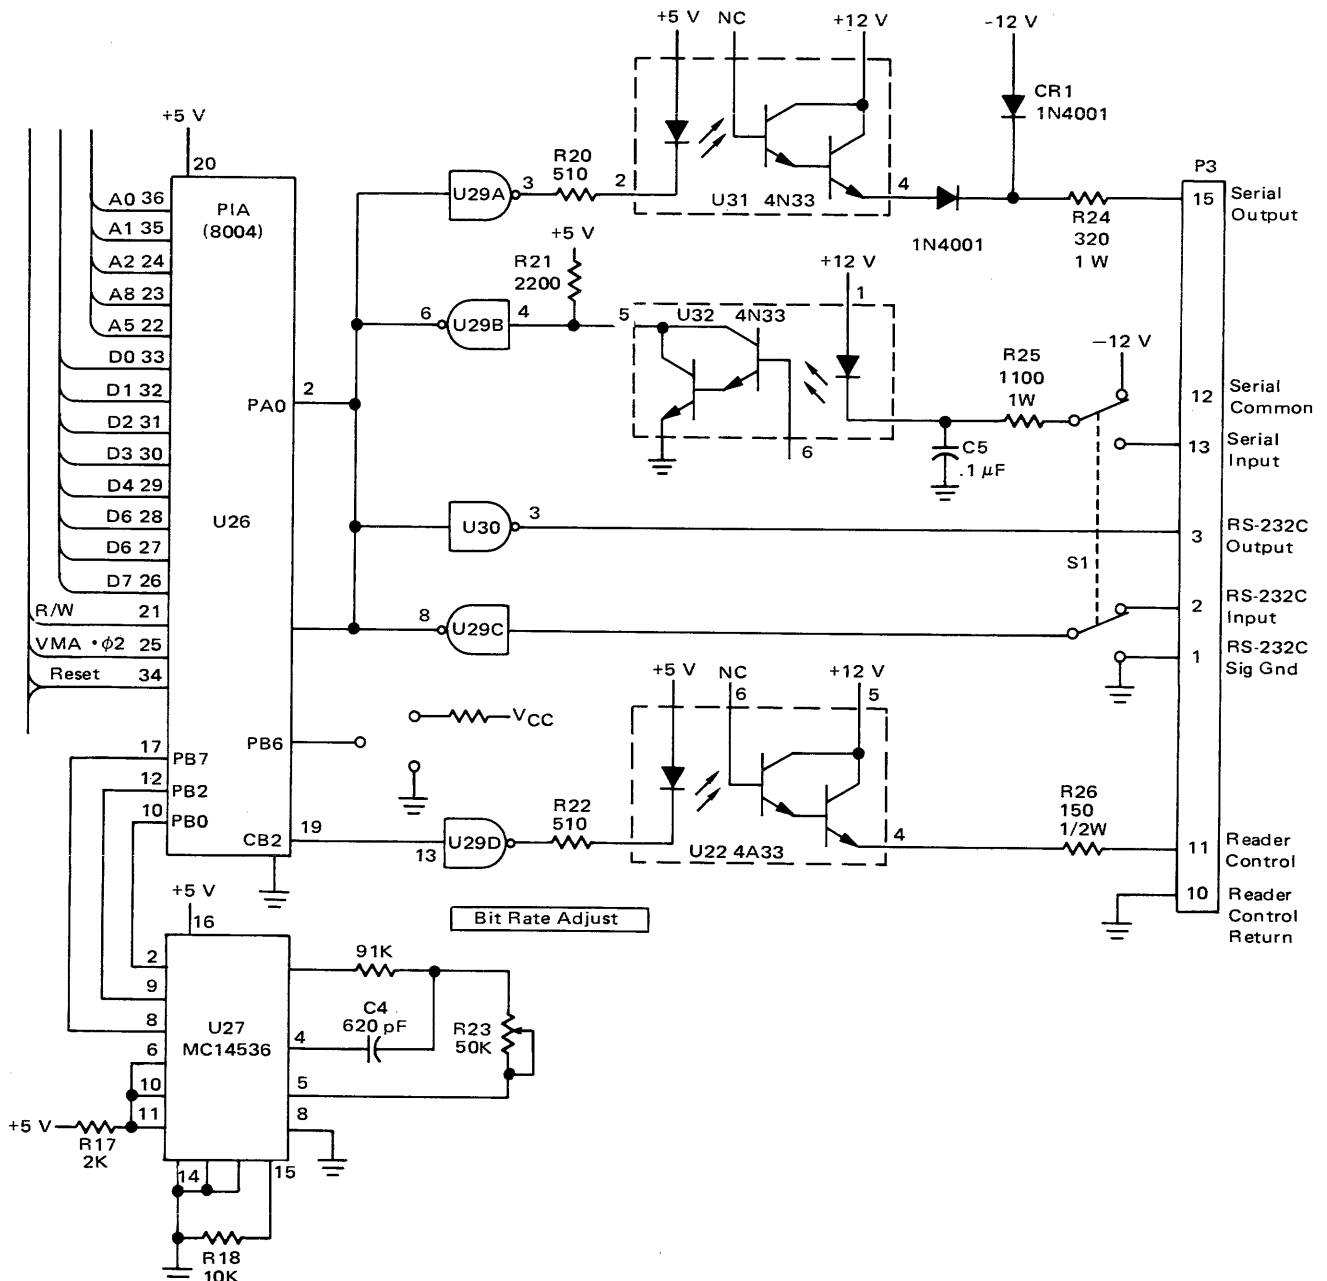 +5 V NC +12 V -12 V
CR1
1N4001
+5 V
20
A0 36
A1 35
A2 24
A8 23
A5 22
D0 33
D1 32
D2 31
D3 30
D4 29
D6 28
D6 27
D7 26
R/W 21
VMA • φ2 25
Reset 34
PIA
(8004)
U26
PA0
2
PB6
17
PB7
12
PB2
10
PB0
CB2
19
U29A
3
R20
510
2
U31 4N33
4
1N4001
R24
320
1 W
P3
15
Serial
Output
+5 V
R21
2200
6
U29B
4
5
U32 4N33
+12 V
1
6
R25
1100
1W
C5
.1 μF
−12 V
12
Serial
Common
13
Serial
Input
U30
3
3
RS-232C
Output
S1
8
U29C
2
RS-232C
Input
1
RS-232C
Sig Gnd
VCC
+5 V
NC
6
+12 V
5
13
U29D
R22
510
U22 4A33
4
R26
150
1/2W
11
Reader
Control
10
Reader
Control
Return
Bit Rate Adjust
+5 V
16
2
9
8
6
10
11
U27
MC14536
91K
C4
620 pF
4
R23
50K
5
8
+5 V
R17
2K
14
15
R18
10K